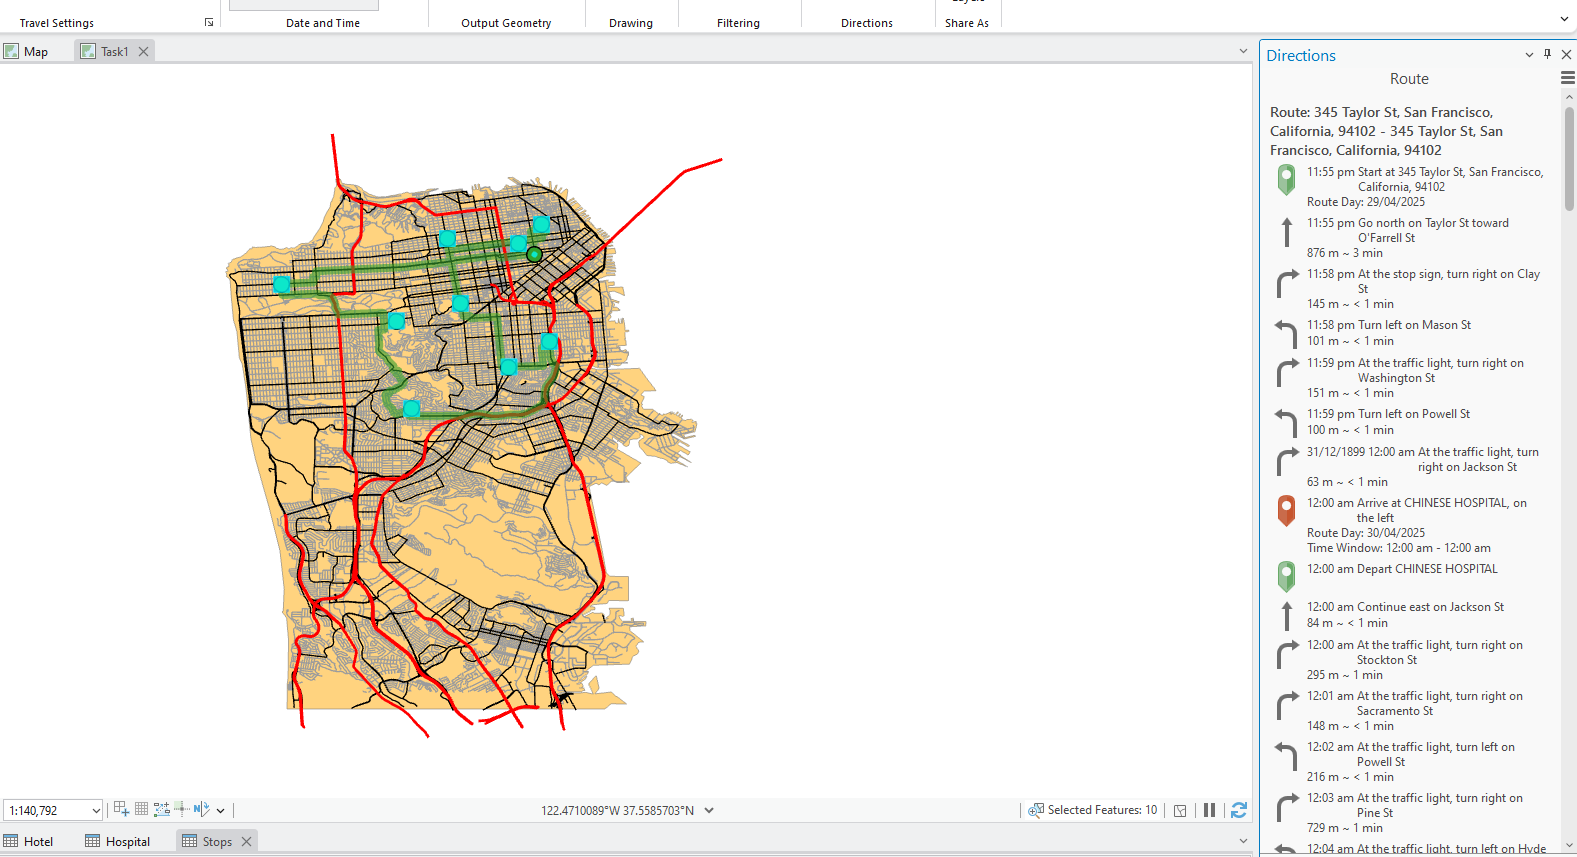 Layers
Travel Settings
Date and Time
Output Geometry
Drawing
Filtering
Directions
Share As
Map
Task1
Directions
Route
Route: 345 Taylor St, San Francisco,
California, 94102 - 345 Taylor St, San
Francisco, California, 94102
11:55 pm Start at 345 Taylor St, San Francisco,
California, 94102
Route Day: 29/04/2025
11:55 pm Go north on Taylor St toward
O'Farrell St
876 m ~ 3 min
11:58 pm At the stop sign, turn right on Clay
St
145 m ~ < 1 min
11:58 pm Turn left on Mason St
101 m ~ < 1 min
11:59 pm At the traffic light, turn right on
Washington St
151 m ~ < 1 min
11:59 pm Turn left on Powell St
100 m ~ < 1 min
31/12/1899 12:00 am At the traffic light, turn
right on Jackson St
63 m ~ < 1 min
12:00 am Arrive at CHINESE HOSPITAL, on
the left
Route Day: 30/04/2025
Time Window: 12:00 am - 12:00 am
12:00 am Depart CHINESE HOSPITAL
12:00 am Continue east on Jackson St
84 m ~ < 1 min
12:00 am At the traffic light, turn right on
Stockton St
295 m ~ 1 min
12:01 am At the traffic light, turn right on
Sacramento St
148 m ~ < 1 min
12:02 am At the traffic light, turn left on
Powell St
216 m ~ < 1 min
12:03 am At the traffic light, turn right on
Pine St
729 m ~ 1 min
12:04 am At the traffic light, turn left on Hyde
1:140,792
N
122.4710089°W 37.5585703°N
Selected Features: 10
Hotel
Hospital
Stops